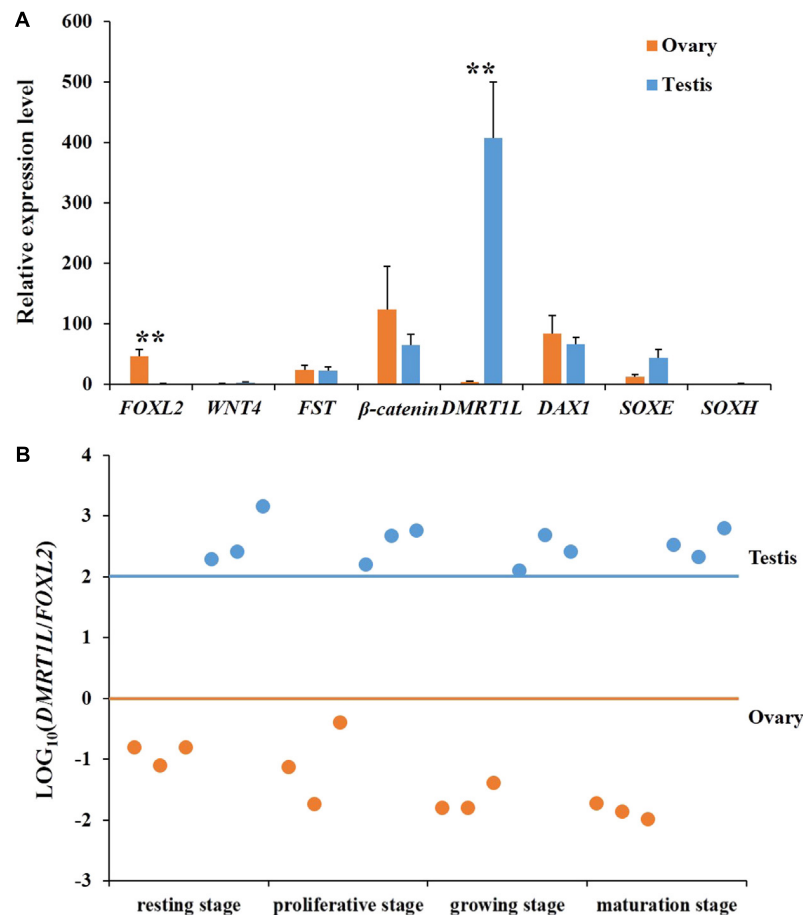 A
600
500
400
300
200
100
0
Relative expression level
Ovary
Testis
**
**
FOXL2 WNT4 FST β-catenin DMRT1L DAX1 SOXE SOXH
B
4
3
2
1
0
-1
-2
-3
LOG10(DMRT1L/FOXL2)
Testis
Ovary
resting stage proliferative stage growing stage maturation stage